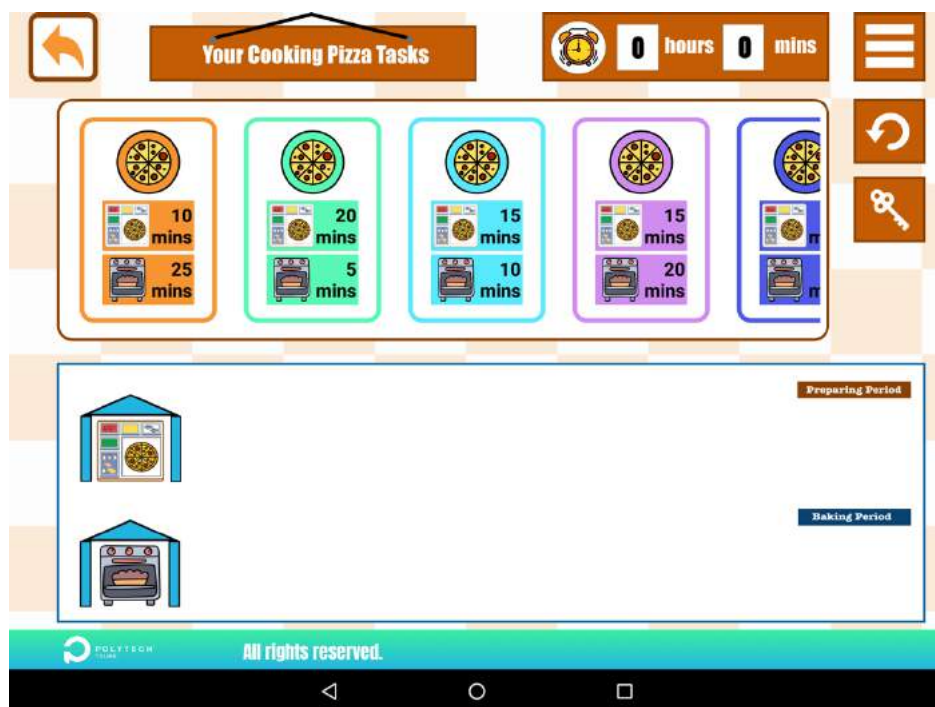 Your Cooking Pizza Tasks
0 hours 0 mins
10
mins
25
mins
20
mins
5
mins
15
mins
10
mins
15
mins
20
mins
Preparing Period
Baking Period
POLYTECH
TOURS
All rights reserved.